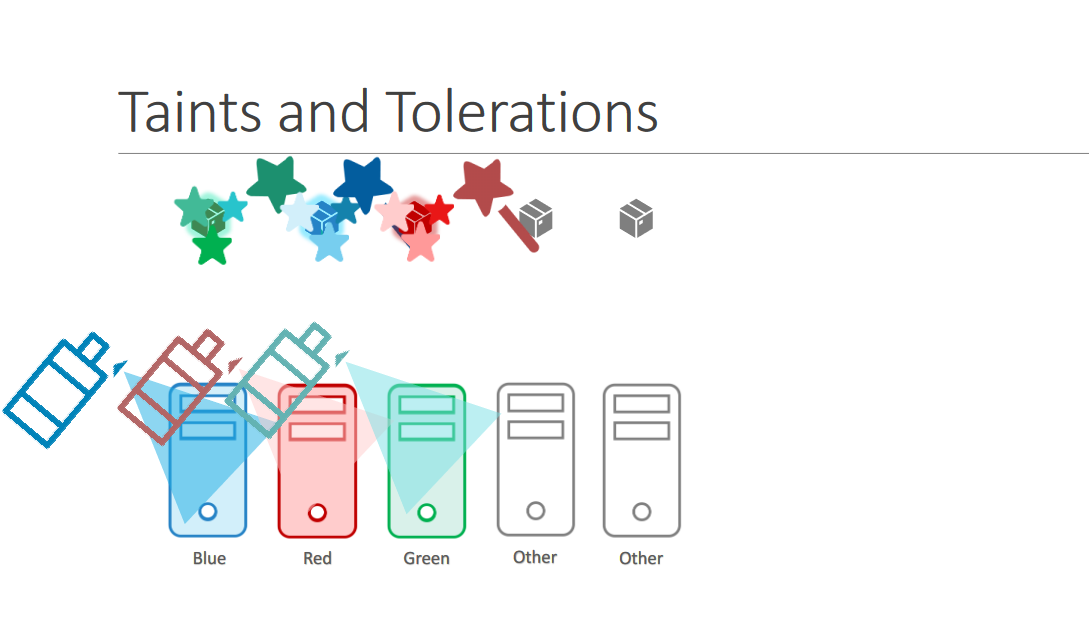 Taints and Tolerations
Blue
Red
Green
Other
Other